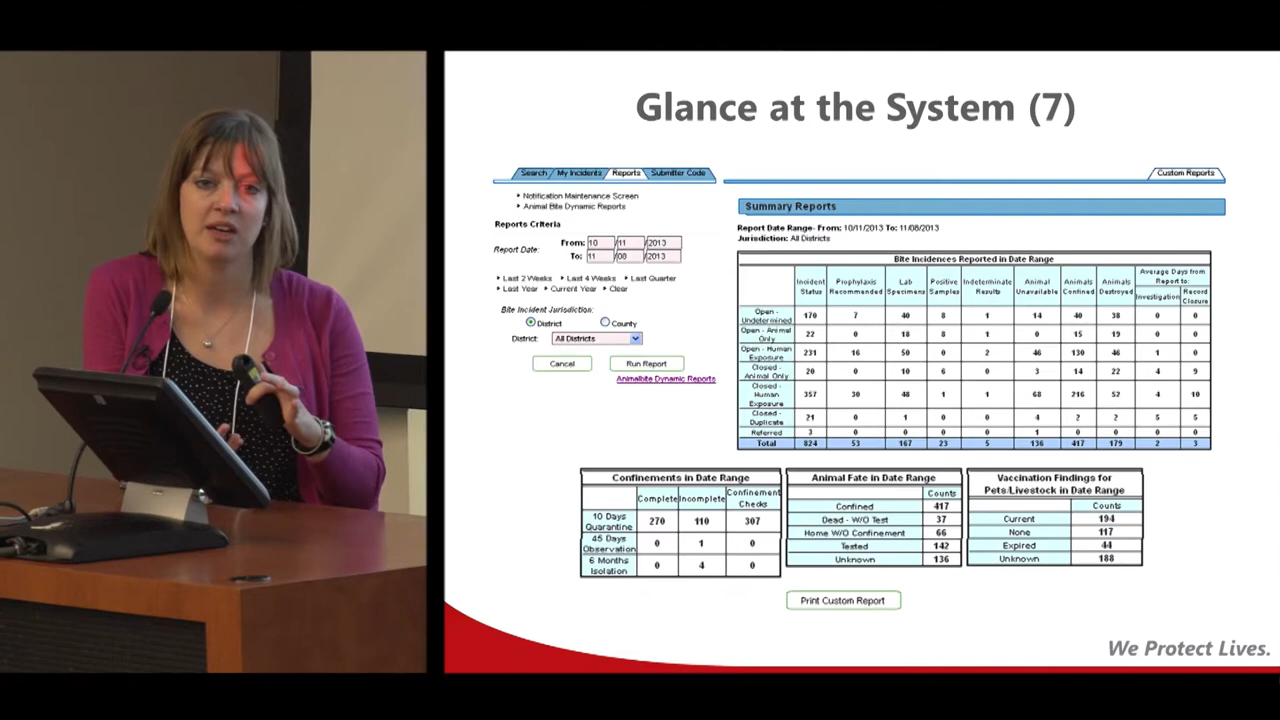 Glance at the System (7)
Search My Incidents Reports Submitter Code
Custom Reports
Notification Maintenance Screen
Animal Bite Dynamic Reports
Reports Criteria
Report Date: From: 10 /11 /2013
To: 11 /08 /2013
Last 2 Weeks Last 4 Weeks Last Quarter
Last Year Current Year Clear
Bite Incident Jurisdiction:
District County
District: All Districts
Cancel Run Report
Animalbite Dynamic Reports
Summary Reports
Report Date Range- From: 10/11/2013 To: 11/08/2013
Jurisdiction: All Districts
Bite Incidences Reported in Date Range
Incident Status Prophylaxis Recommended Lab Specimens Positive Samples Indeterminate Results Animal Unavailable Animals Confined Animals Destroyed Average Days from Report to: Investigation Record Closure
Open - Undetermined 170 7 40 8 1 14 40 38 0 0
Open - Animal Only 22 0 18 8 1 0 15 19 0 0
Open - Human Exposure 231 16 50 0 2 46 130 46 1 0
Closed - Animal Only 20 0 10 6 0 3 14 22 4 9
Closed - Human Exposure 357 30 48 1 1 68 216 52 4 10
Closed - Duplicate 21 0 1 0 0 4 2 2 5 5
Referred 3 0 0 0 0 1 0 0 0 0
Total 824 53 167 23 5 136 417 179 2 3
Confinements in Date Range
Complete Incomplete Confinement Checks
10 Days Quarantine 270 110 307
45 Days Observation 0 1 0
6 Months Isolation 0 4 0
Animal Fate in Date Range
Counts
Confined 417
Dead - W/O Test 37
Home W/O Confinement 66
Tested 142
Unknown 136
Vaccination Findings for
Pets/Livestock in Date Range
Counts
Current 194
None 117
Expired 44
Unknown 188
Print Custom Report
We Protect Lives.